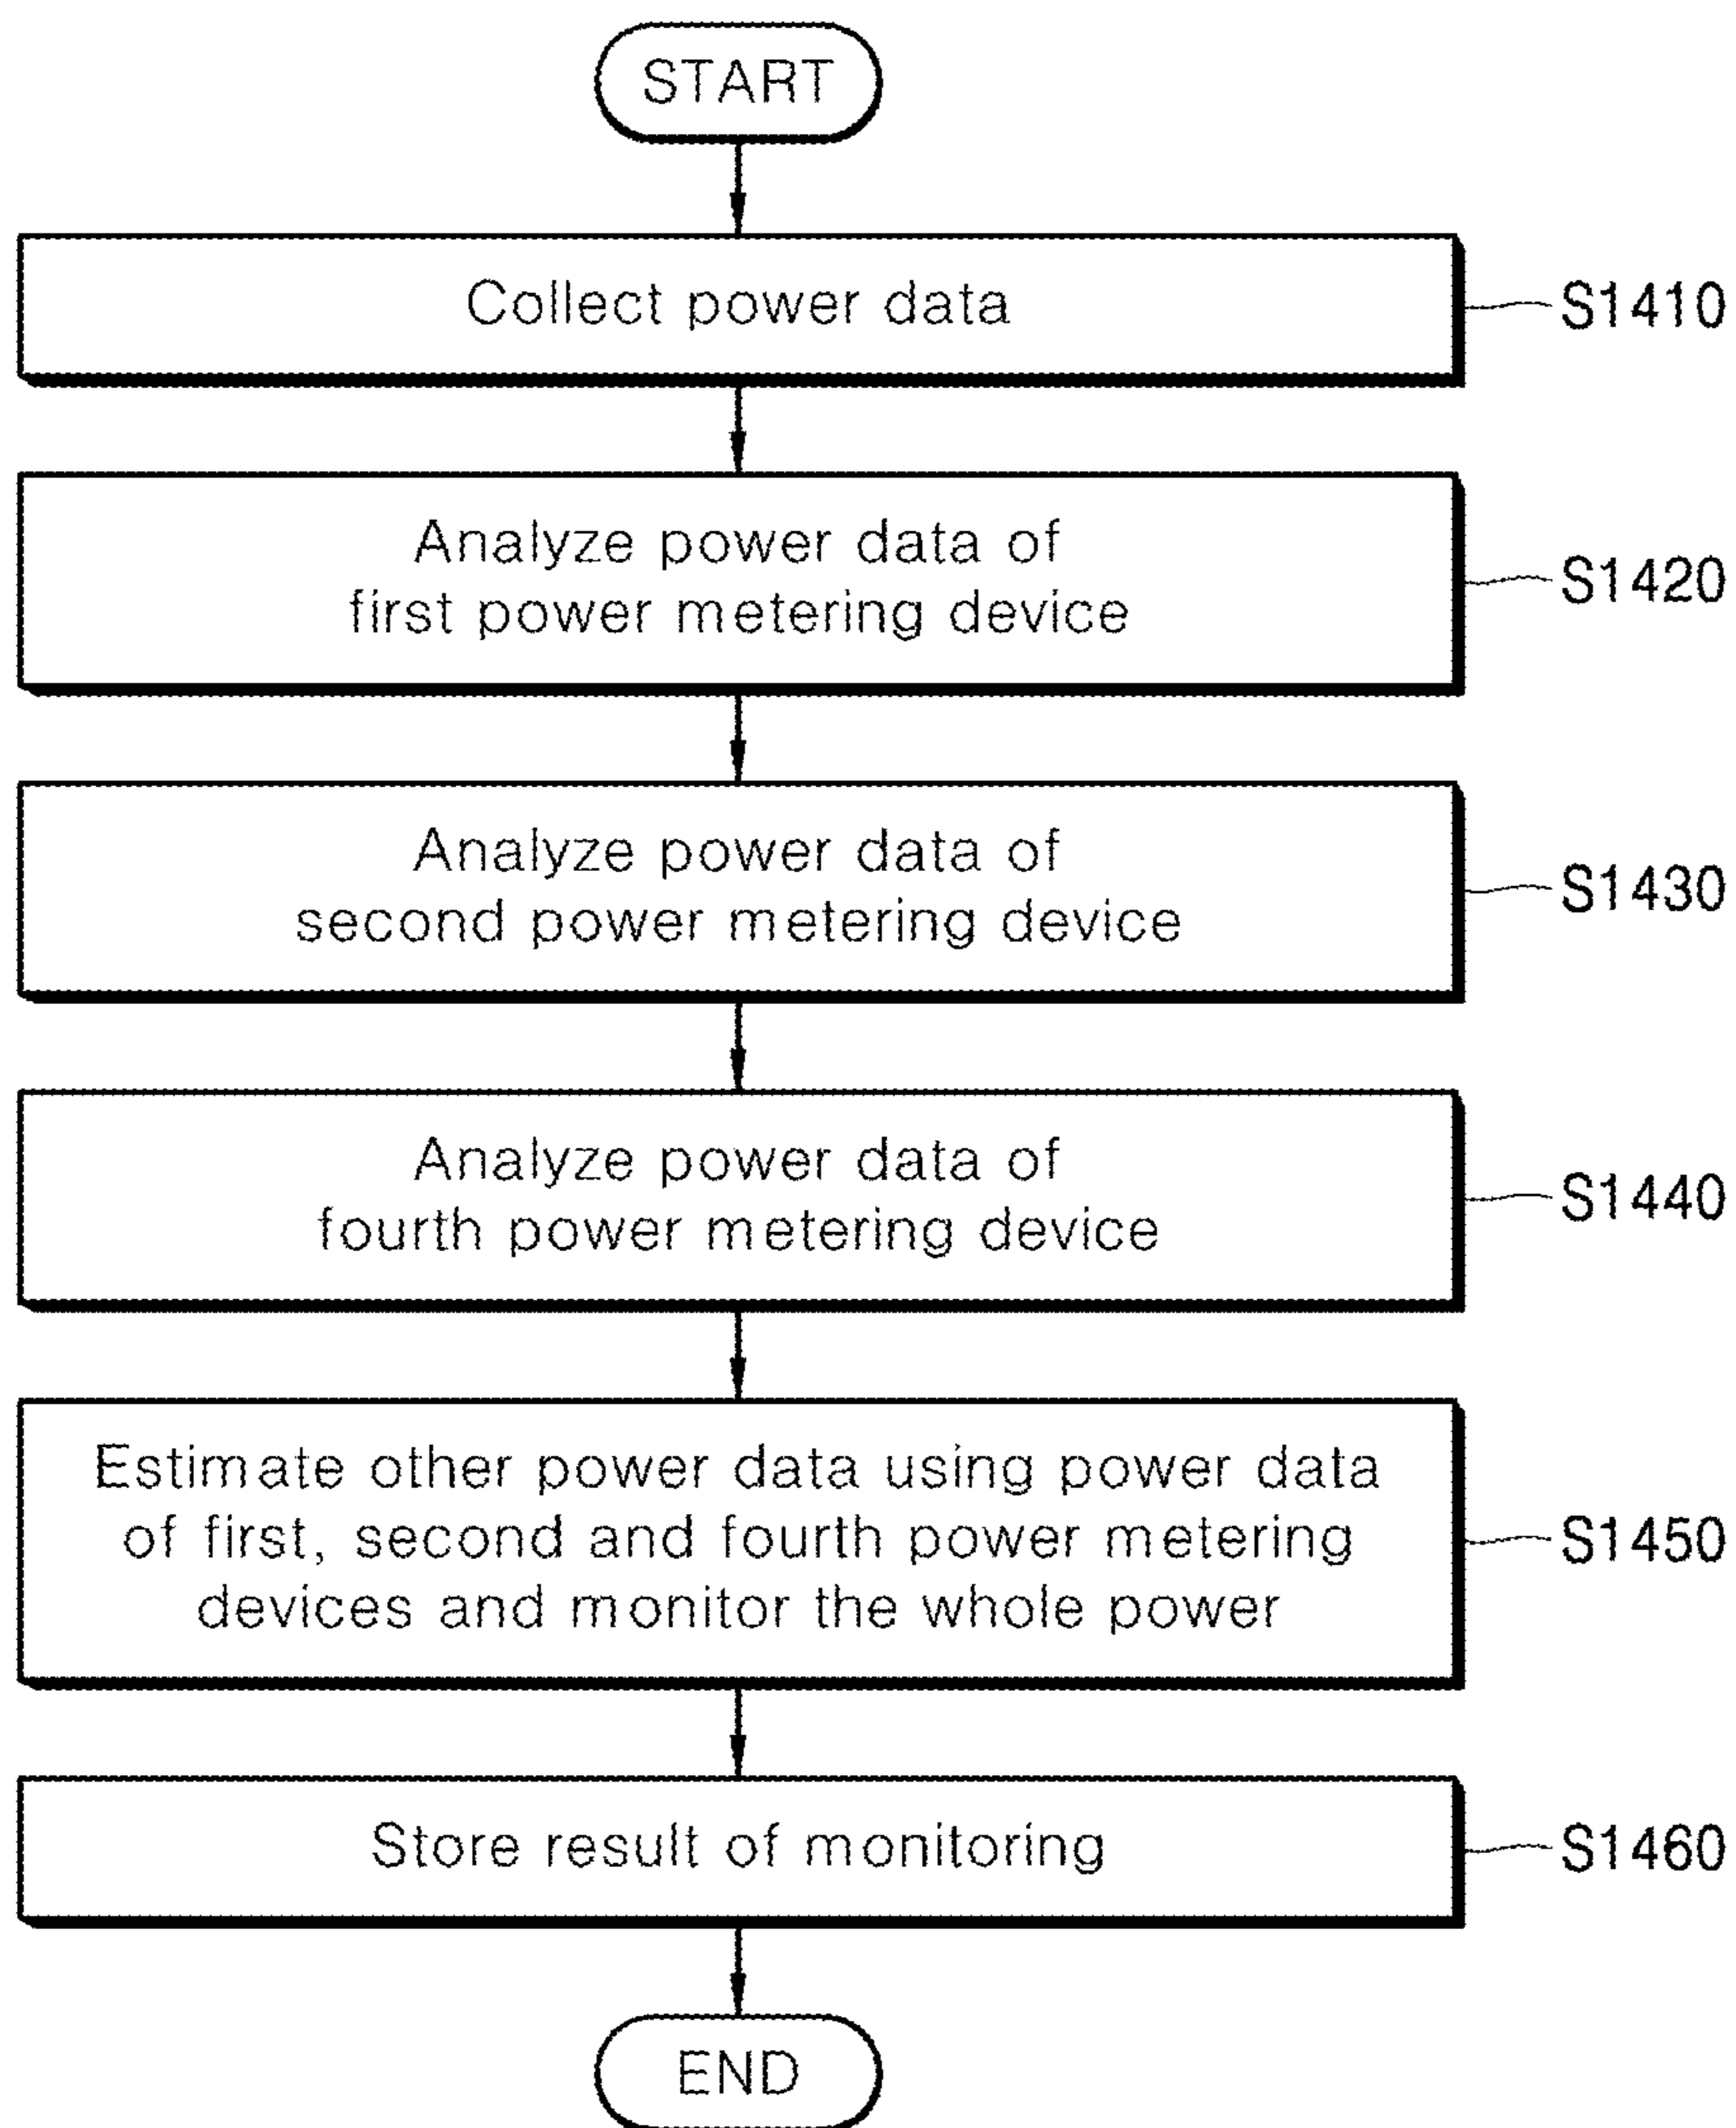 START
Collect power data
S1410
Analyze power data of
first power metering device
S1420
Analyze power data of
second power metering device
S1430
Analyze power data of
fourth power metering device
S1440
Estimate other power data using power data
of first, second and fourth power metering
devices and monitor the whole power
S1450
Store result of monitoring
S1460
END